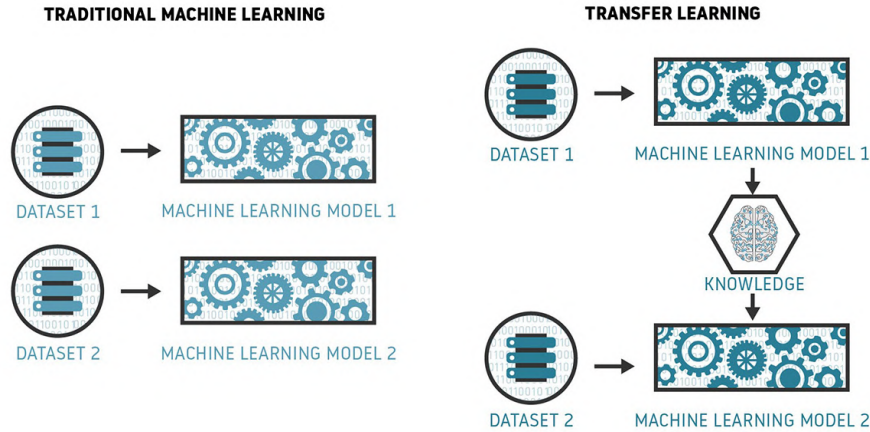 TRADITIONAL MACHINE LEARNING
DATASET 1
MACHINE LEARNING MODEL 1
DATASET 2
MACHINE LEARNING MODEL 2
TRANSFER LEARNING
DATASET 1
MACHINE LEARNING MODEL 1
KNOWLEDGE
DATASET 2
MACHINE LEARNING MODEL 2